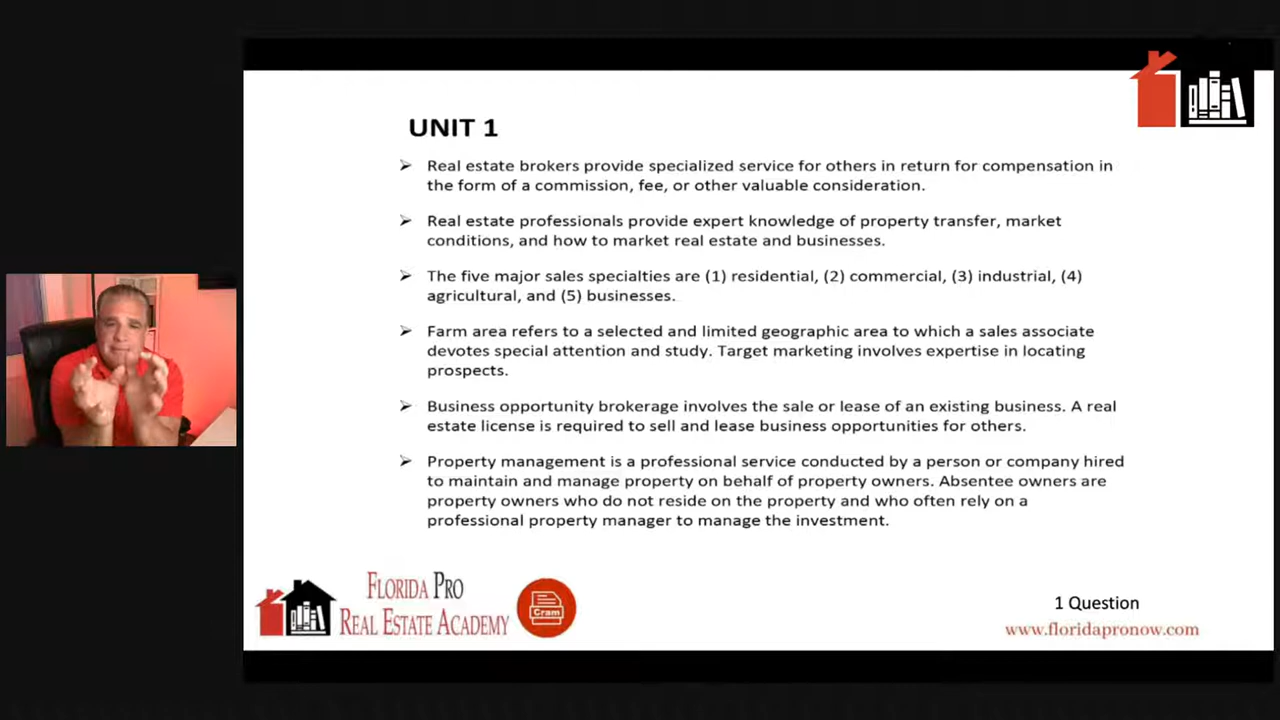 UNIT 1
➢ Real estate brokers provide specialized service for others in return for compensation in
the form of a commission, fee, or other valuable consideration.
➢ Real estate professionals provide expert knowledge of property transfer, market
conditions, and how to market real estate and businesses.
➢ The five major sales specialties are (1) residential, (2) commercial, (3) industrial, (4)
agricultural, and (5) businesses.
➢ Farm area refers to a selected and limited geographic area to which a sales associate
devotes special attention and study. Target marketing involves expertise in locating
prospects.
➢ Business opportunity brokerage involves the sale or lease of an existing business. A real
estate license is required to sell and lease business opportunities for others.
➢ Property management is a professional service conducted by a person or company hired
to maintain and manage property on behalf of property owners. Absentee owners are
property owners who do not reside on the property and who often rely on a
professional property manager to manage the investment.
FLORIDA PRO
REAL ESTATE ACADEMY
Cram
1 Question
www.floridapronow.com